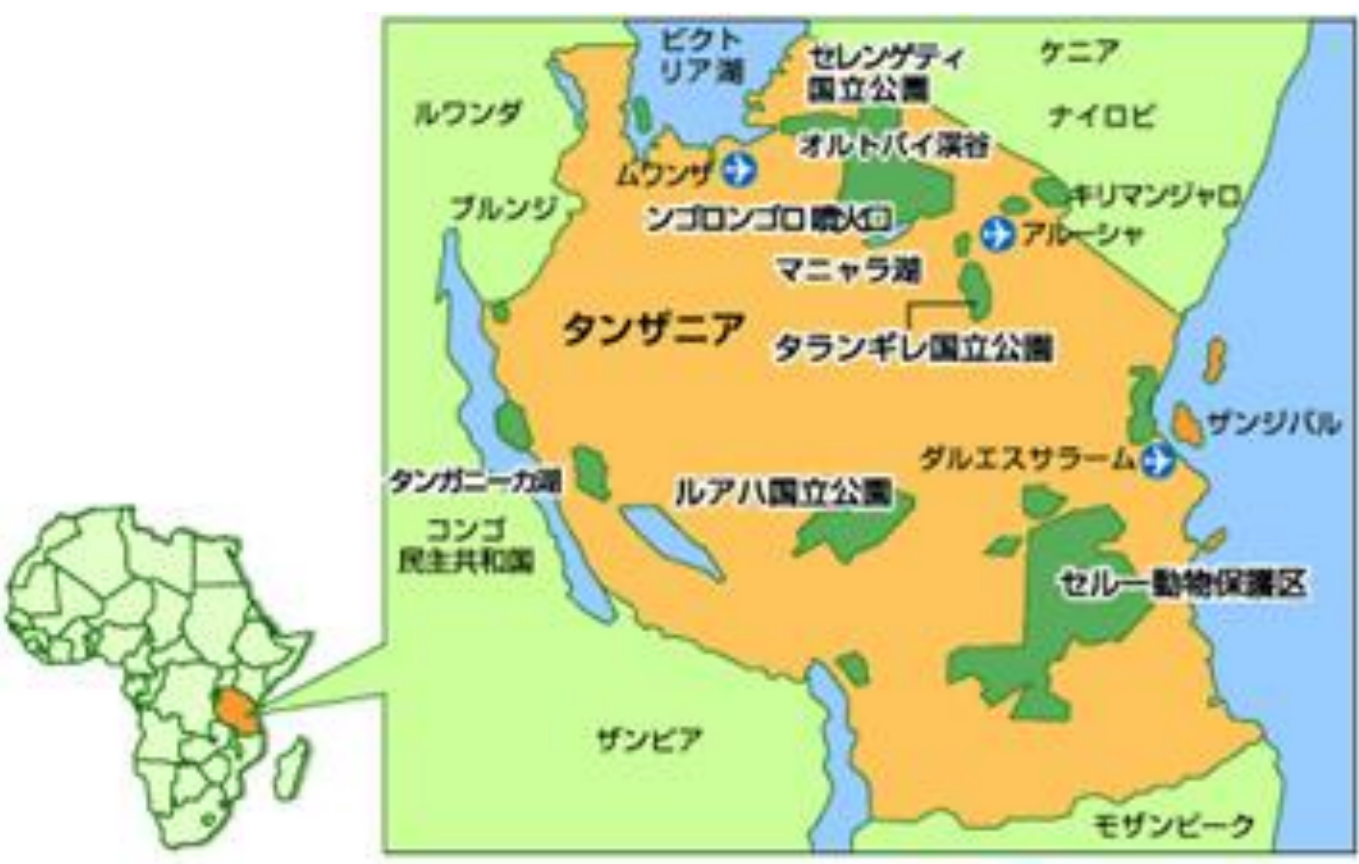 ビクト
リア湖
セレンゲティ
国立公園
ケニア
ルワンダ
ナイロビ
オルトバイ渓谷
ムワンザ
キリマンジャロ
ブルンジ
ンゴロンゴロ噴火口
アルーシャ
マニャラ湖
タンザニア
タランギレ国立公園
ザンジバル
ダルエスサラーム
タンガニーカ湖
ルアハ国立公園
コンゴ
民主共和国
セルー動物保護区
ザンビア
モザンビーク